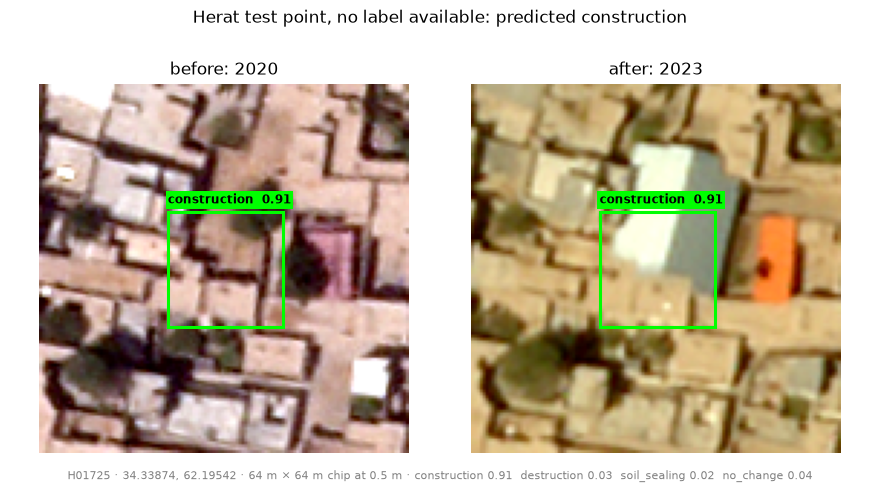 Herat test point, no label available: predicted construction
before: 2020
after: 2023
construction 0.91
construction 0.91
H01725 · 34.33874, 62.19542 · 64 m × 64 m chip at 0.5 m · construction 0.91 destruction 0.03 soil_sealing 0.02 no_change 0.04